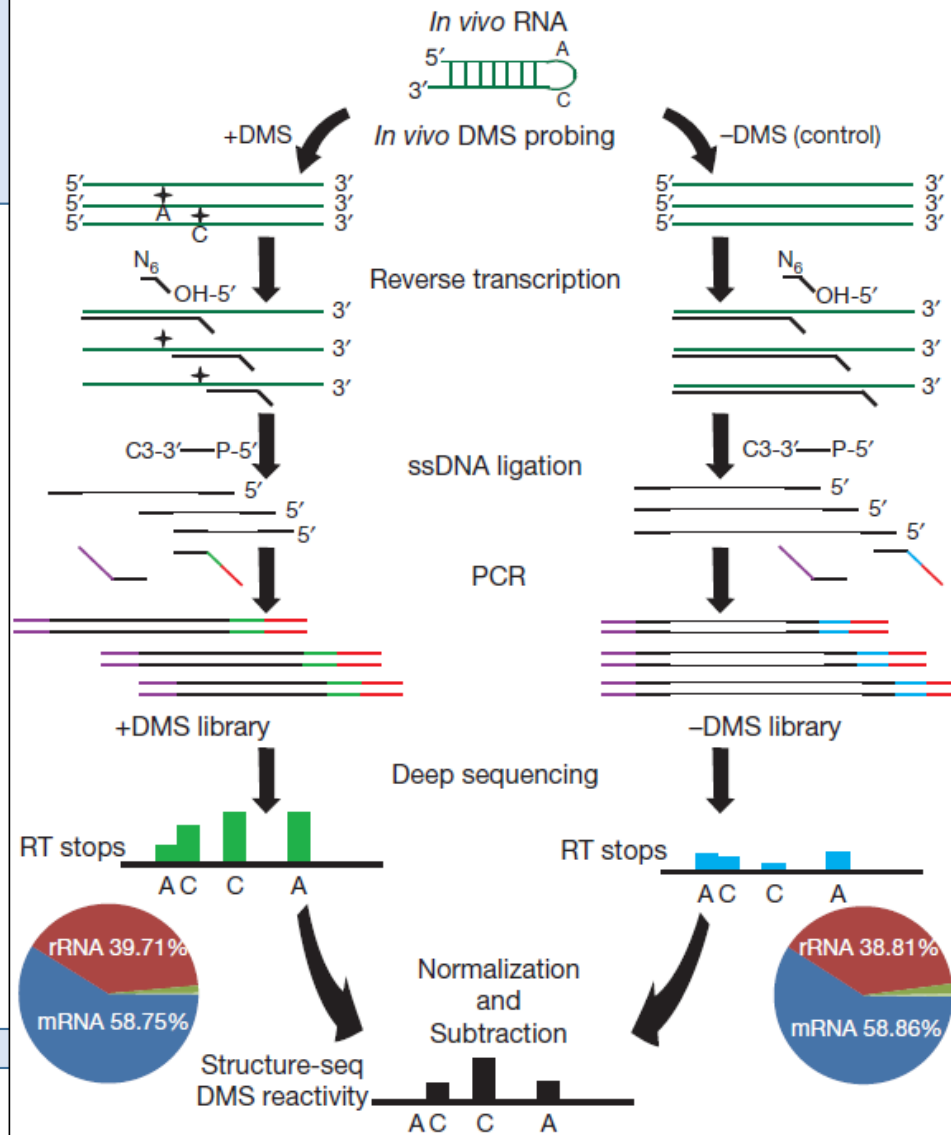 In vivo RNA
5′ A
3′ C
+DMS In vivo DMS probing –DMS (control)
5′ 3′ 5′ 3′
5′ 3′ 5′ 3′
A
5′ 3′ 5′ 3′
C
N6 Reverse transcription N6
OH-5′ OH-5′
3′ 3′
3′ 3′
3′ 3′
C3-3′ P-5′ ssDNA ligation C3-3′ P-5′
5′ 5′
5′ 5′
5′ 5′
PCR
+DMS library –DMS library
Deep sequencing
RT stops RT stops
A C C A A C C A
rRNA 39.71% rRNA 38.81%
mRNA 58.75% mRNA 58.86%
Normalization
and
Subtraction
Structure-seq
DMS reactivity
A C C A